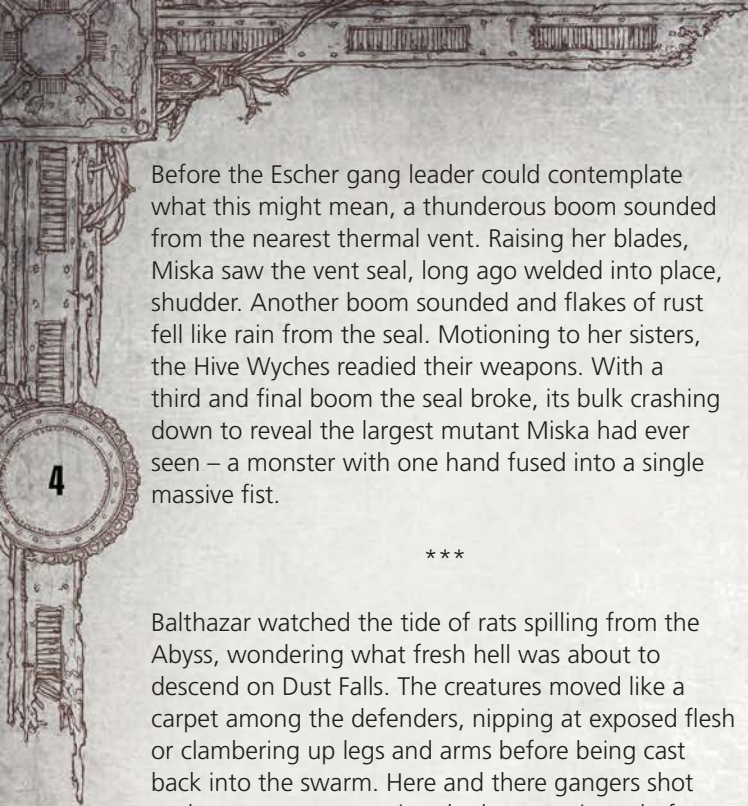 Before the Escher gang leader could contemplate
what this might mean, a thunderous boom sounded
from the nearest thermal vent. Raising her blades,
Miska saw the vent seal, long ago welded into place,
shudder. Another boom sounded and flakes of rust
fell like rain from the seal. Motioning to her sisters,
the Hive Wyches readied their weapons. With a
third and final boom the seal broke, its bulk crashing
down to reveal the largest mutant Miska had ever
seen – a monster with one hand fused into a single
massive fist.
4
***
Balthazar watched the tide of rats spilling from the
Abyss, wondering what fresh hell was about to
descend on Dust Falls. The creatures moved like a
carpet among the defenders, nipping at exposed flesh
or clambering up legs and arms before being cast
back into the swarm. Here and there gangers shot